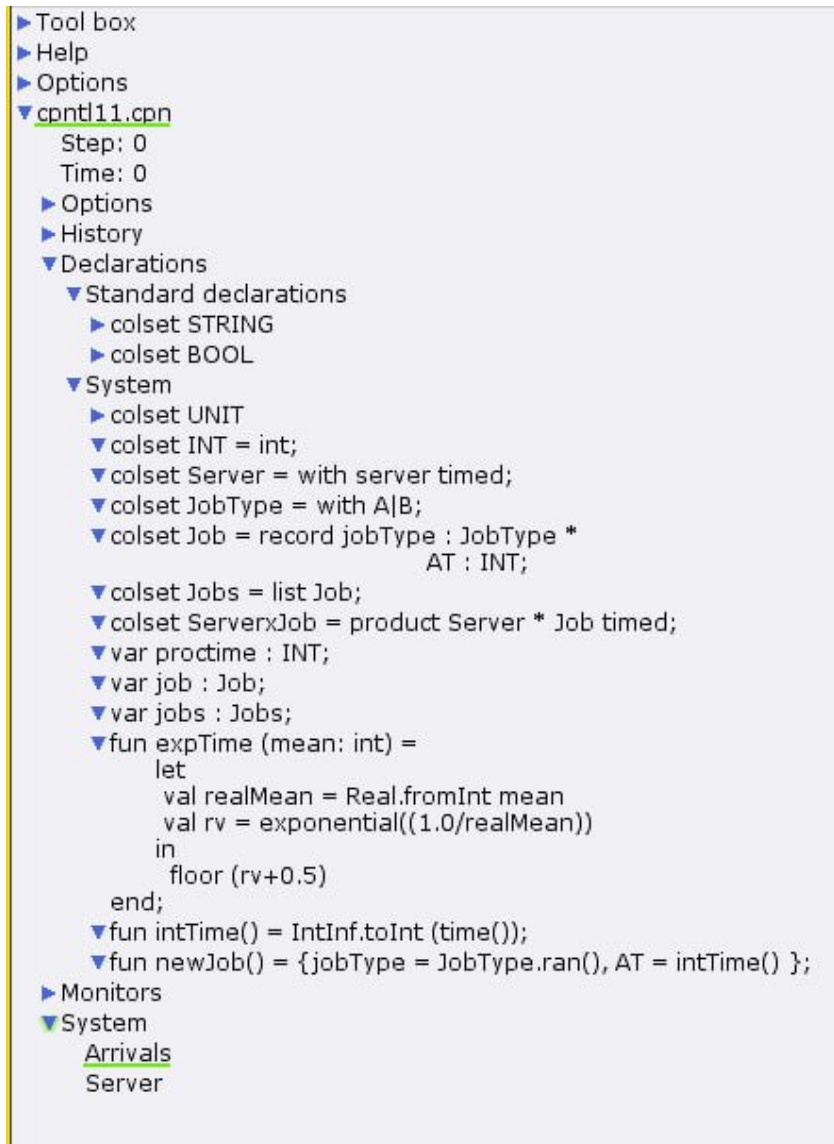 Tool box
Help
Options
cpntl11.cpn
Step: 0
Time: 0
Options
History
Declarations
Standard declarations
colset STRING
colset BOOL
System
colset UNIT
colset INT = int;
colset Server = with server timed;
colset JobType = with A|B;
colset Job = record jobType : JobType *
AT : INT;
colset Jobs = list Job;
colset ServerxJob = product Server * Job timed;
var proctime : INT;
var job : Job;
var jobs : Jobs;
fun expTime (mean: int) =
let
val realMean = Real.fromInt mean
val rv = exponential((1.0/realMean))
in
floor (rv+0.5)
end;
fun intTime() = IntInf.toInt (time());
fun newJob() = {jobType = JobType.ran(), AT = intTime() };
Monitors
System
Arrivals
Server